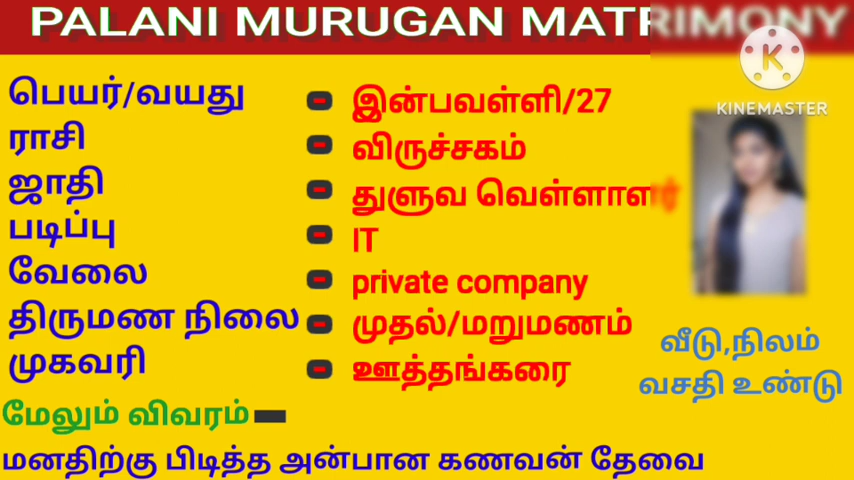 PALANI MURUGAN MATRIMONY
KINEMASTER
பெயர்/வயது - இன்பவள்ளி/27
ராசி - விருச்சகம்
ஜாதி - துளுவ வெள்ளாளர்
படிப்பு - IT
வேலை - private company
திருமண நிலை - முதல்/மறுமணம்
முகவரி - ஊத்தங்கரை
வீடு,நிலம்
வசதி உண்டு
மேலும் விவரம் -
மனதிற்கு பிடித்த அன்பான கணவன் தேவை